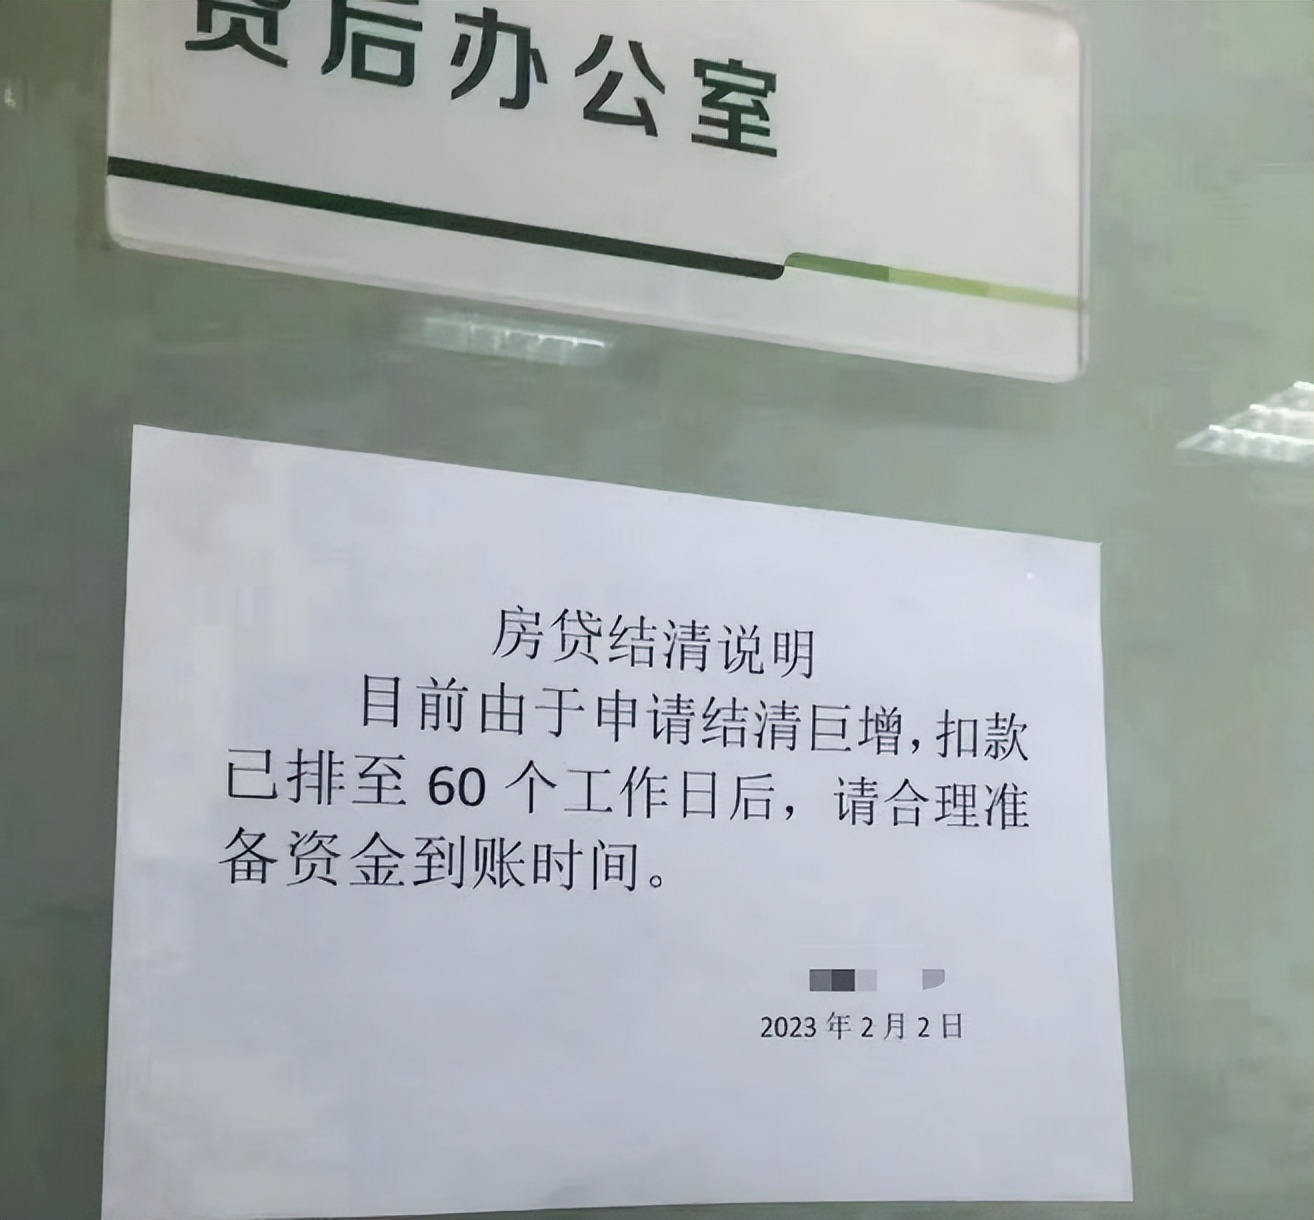 贷后办公室
房贷结清说明
目前由于申请结清巨增，扣款
已排至 60 个工作日后，请合理准
备资金到账时间。
2023 年 2 月 2 日